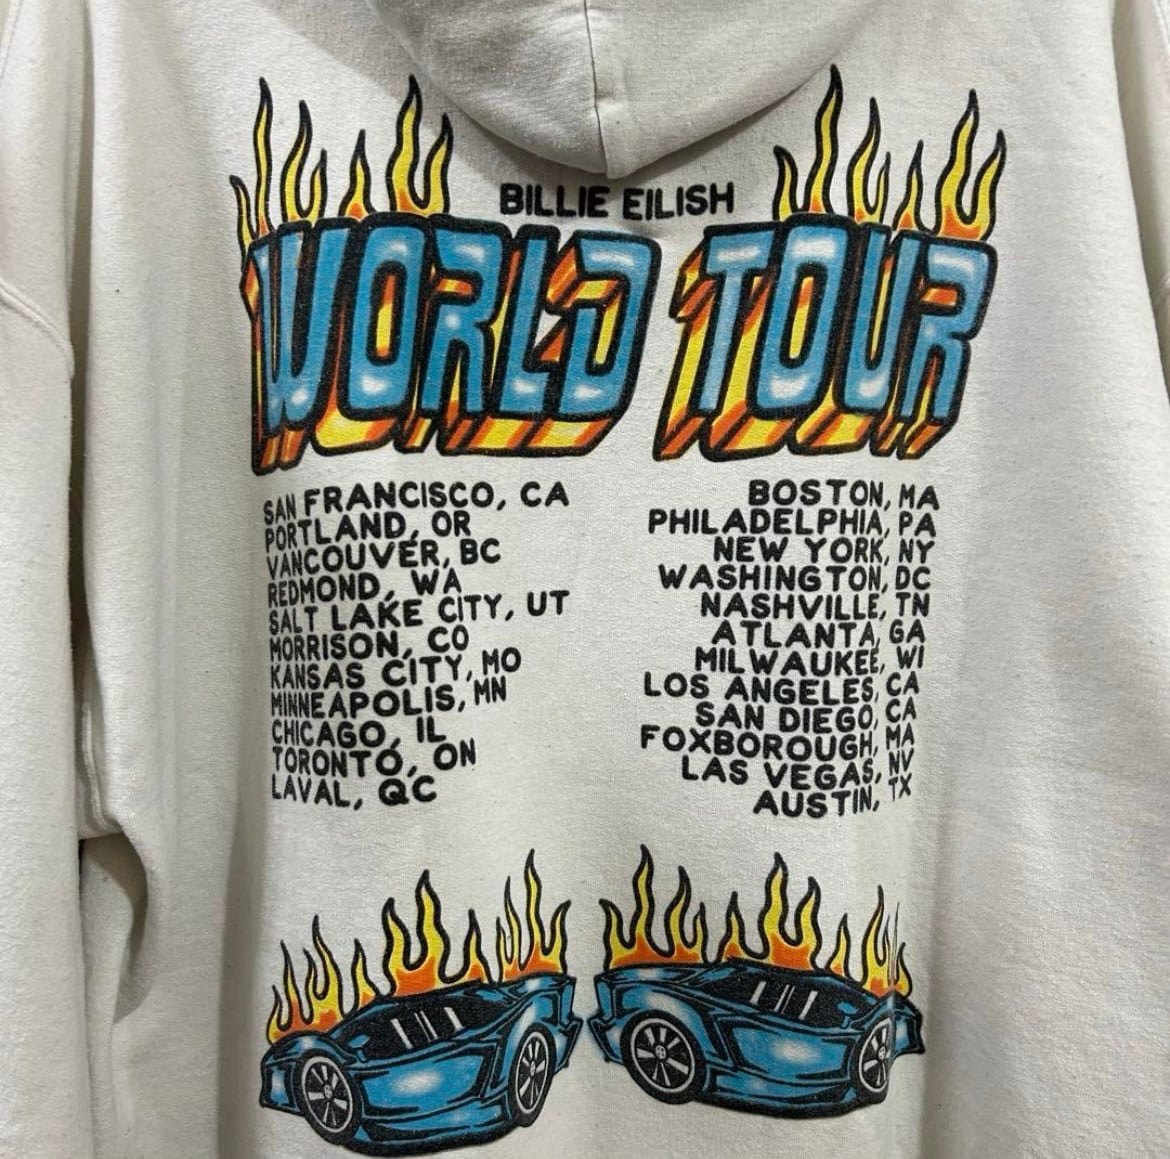 BILLIE EILISH
WORLD TOUR
SAN FRANCISCO, CA
PORTLAND, OR
VANCOUVER, BC
REDMOND, WA
SALT LAKE CITY, UT
MORRISON, CO
KANSAS CITY, MO
MINNEAPOLIS, MN
CHICAGO, IL
TORONTO, ON
LAVAL, QC
BOSTON, MA
PHILADELPHIA, PA
NEW YORK, NY
WASHINGTON, DC
NASHVILLE, TN
ATLANTA, GA
MILWAUKEE, WI
LOS ANGELES, CA
SAN DIEGO, CA
FOXBOROUGH, MA
LAS VEGAS, NV
AUSTIN, TX